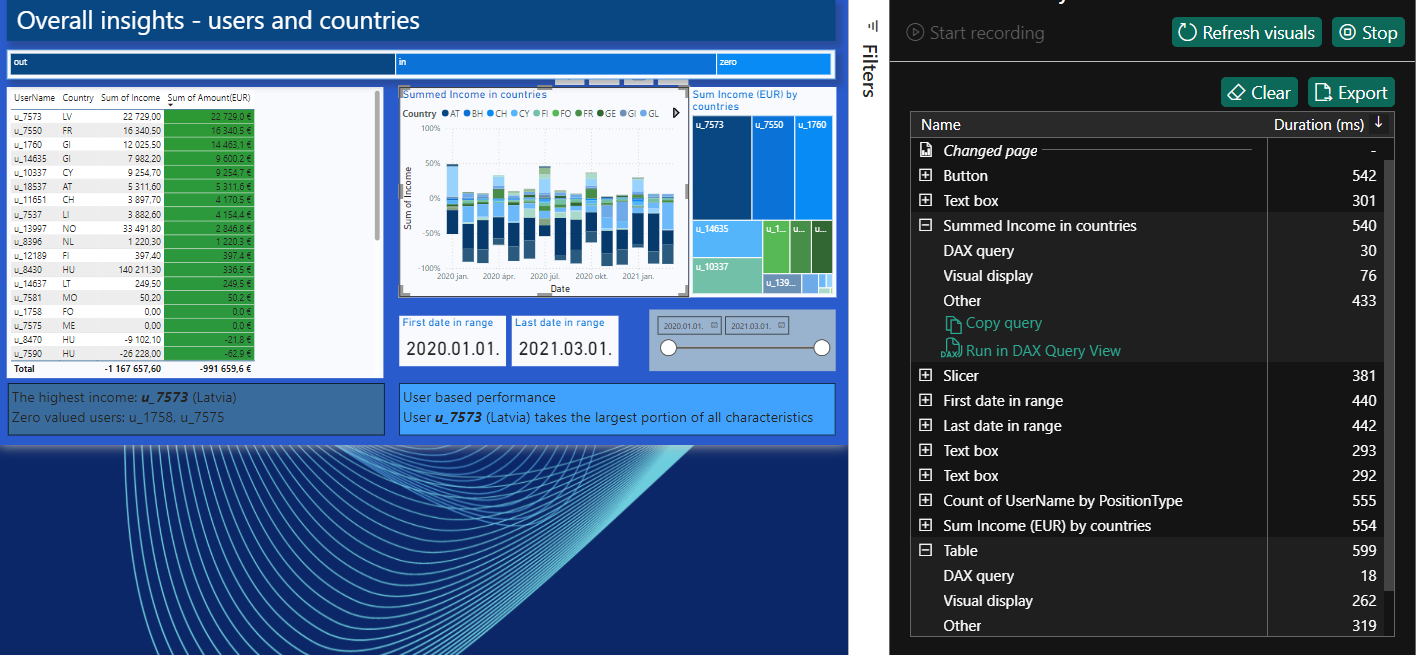 Overall insights - users and countries
out in zero
UserName Country Sum of Income Sum of Amount(EUR)
u_7573 LV 22 729,00 22 729,0 €
u_7550 FR 16 340,50 16 340,5 €
u_1760 GI 12 025,50 14 463,1 €
u_14635 GI 7 982,20 9 600,2 €
u_10337 CY 9 254,70 9 254,7 €
u_18537 AT 5 311,60 5 311,6 €
u_11651 CH 3 897,70 4 170,5 €
u_7537 LI 3 882,60 4 154,4 €
u_13997 NO 33 491,80 2 846,8 €
u_8396 NL 1 220,30 1 220,3 €
u_12189 FI 397,40 397,4 €
u_8430 HU 140 211,30 336,5 €
u_14637 LT 249,50 249,5 €
u_7581 MO 50,20 50,2 €
u_1758 FO 0,00 0,0 €
u_7575 ME 0,00 0,0 €
u_8470 HU -9 102,10 -21,8 €
u_7590 HU -26 228,00 -62,9 €
Total -1 167 657,60 -991 659,6 €
Summed Income in countries
Country AT BH CH CY FI FO FR GE GI GL
100%
50%
0%
-50%
-100%
Sum of Income
2020 jan. 2020 ápr. 2020 júl. 2020 okt. 2021 jan.
Date
Sum Income (EUR) by
countries
u_7573 u_7550 u_1760
u_14635 u_1... u... u...
u_10337 u_139...
First date in range
2020.01.01.
Last date in range
2021.03.01.
2020.01.01. 2021.03.01.
The highest income: u_7573 (Latvia)
Zero valued users: u_1758, u_7575
User based performance
User u_7573 (Latvia) takes the largest portion of all characteristics
Filters
Start recording Refresh visuals Stop
Clear Export
Name Duration (ms)
Changed page -
Button 542
Text box 301
Summed Income in countries 540
DAX query 30
Visual display 76
Other 433
Copy query
DAX Run in DAX Query View
Slicer 381
First date in range 440
Last date in range 442
Text box 293
Text box 292
Count of UserName by PositionType 555
Sum Income (EUR) by countries 554
Table 599
DAX query 18
Visual display 262
Other 319